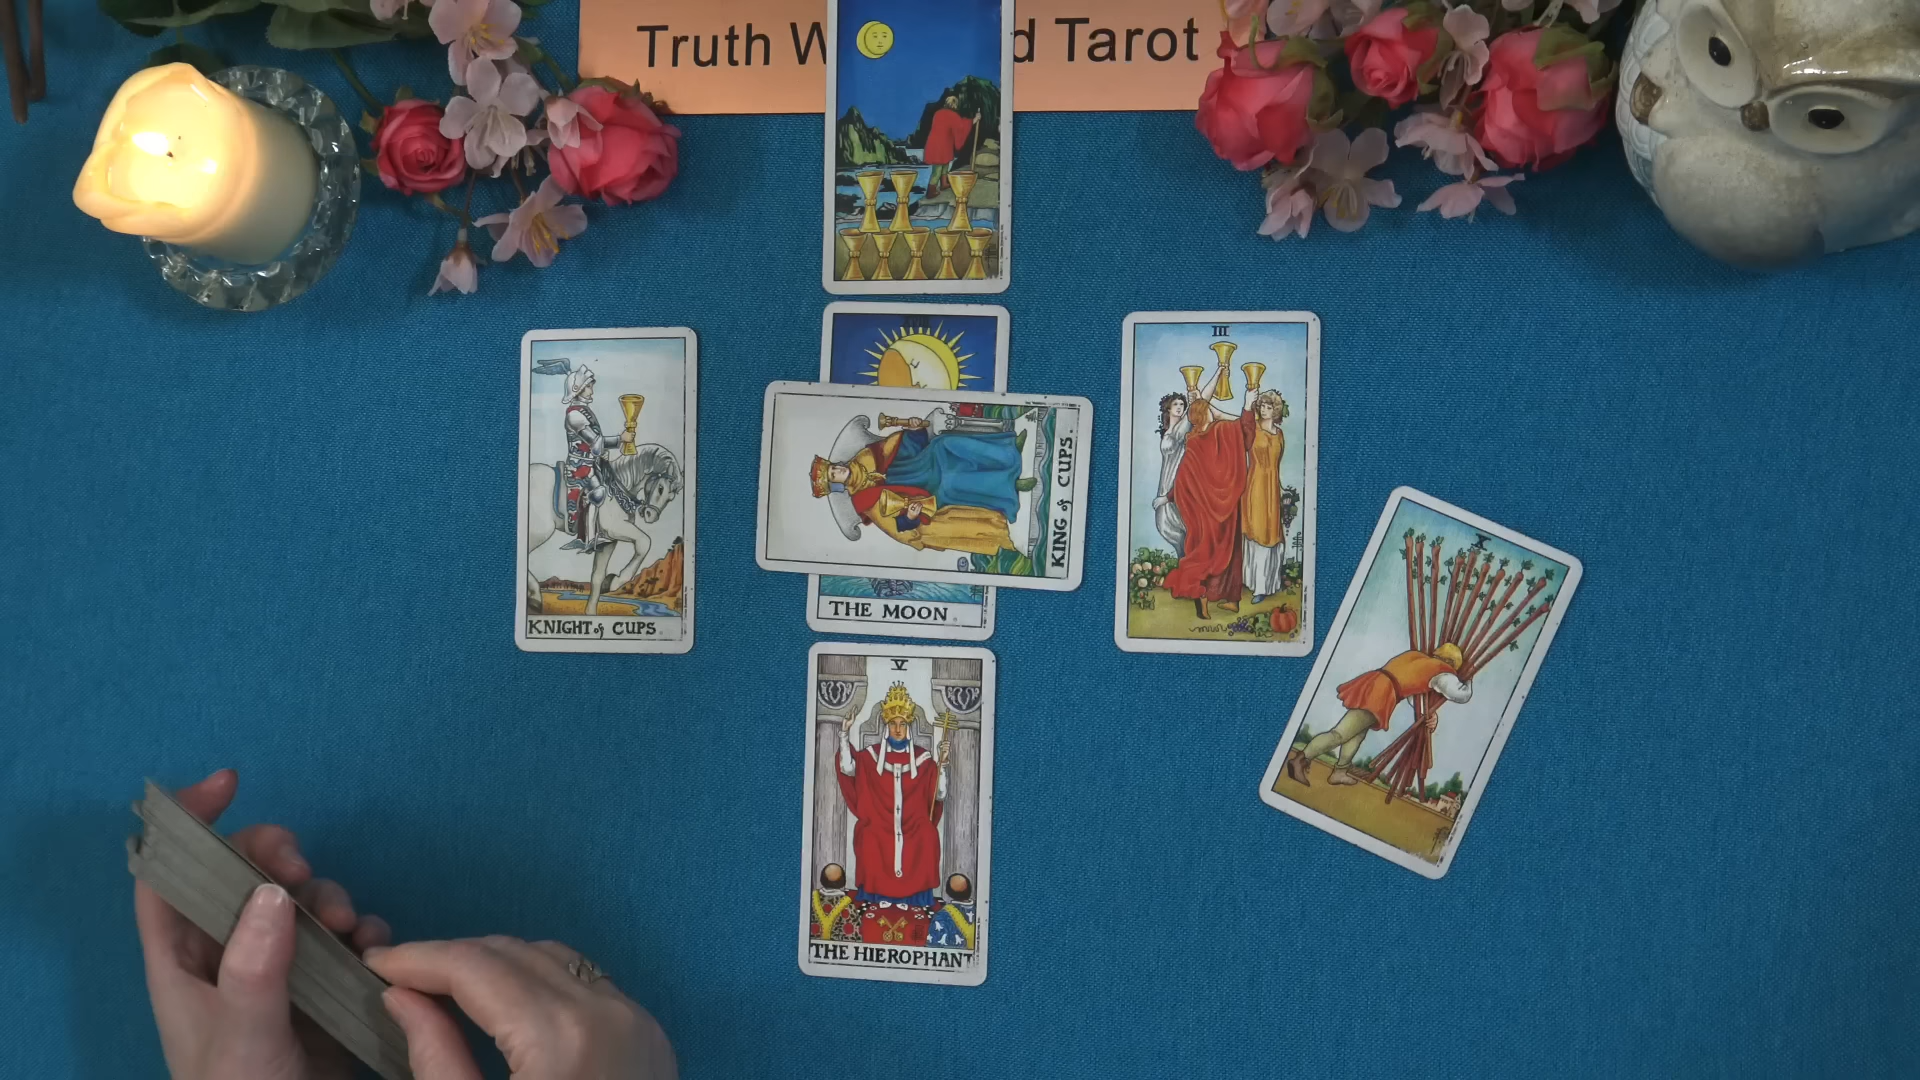 Truth W d Tarot
III
KING of CUPS.
THE MOON
KNIGHT of CUPS.
X
V
THE HIEROPHANT